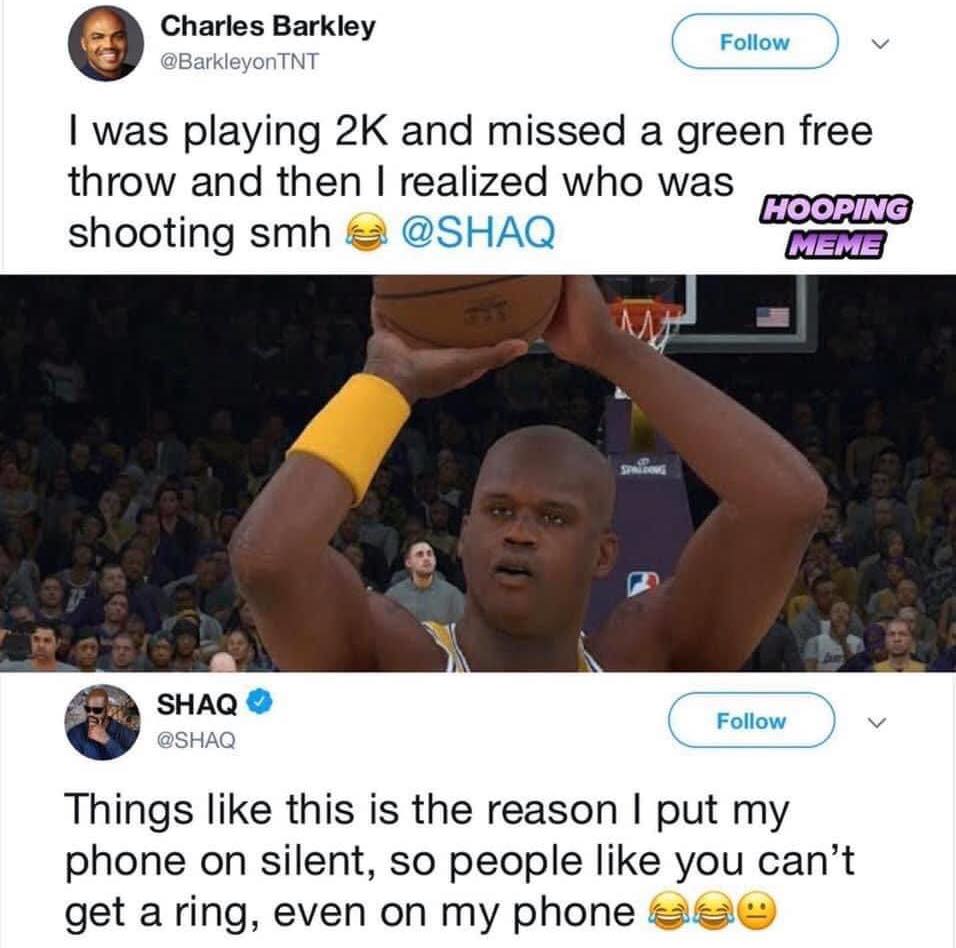 Charles Barkley
@BarkleyonTNT
Follow
I was playing 2K and missed a green free
throw and then I realized who was
shooting smh 😂 @SHAQ
HOOPING
MEME
SPALDING
SHAQ
@SHAQ
Follow
Things like this is the reason I put my
phone on silent, so people like you can’t
get a ring, even on my phone 😂😂😐